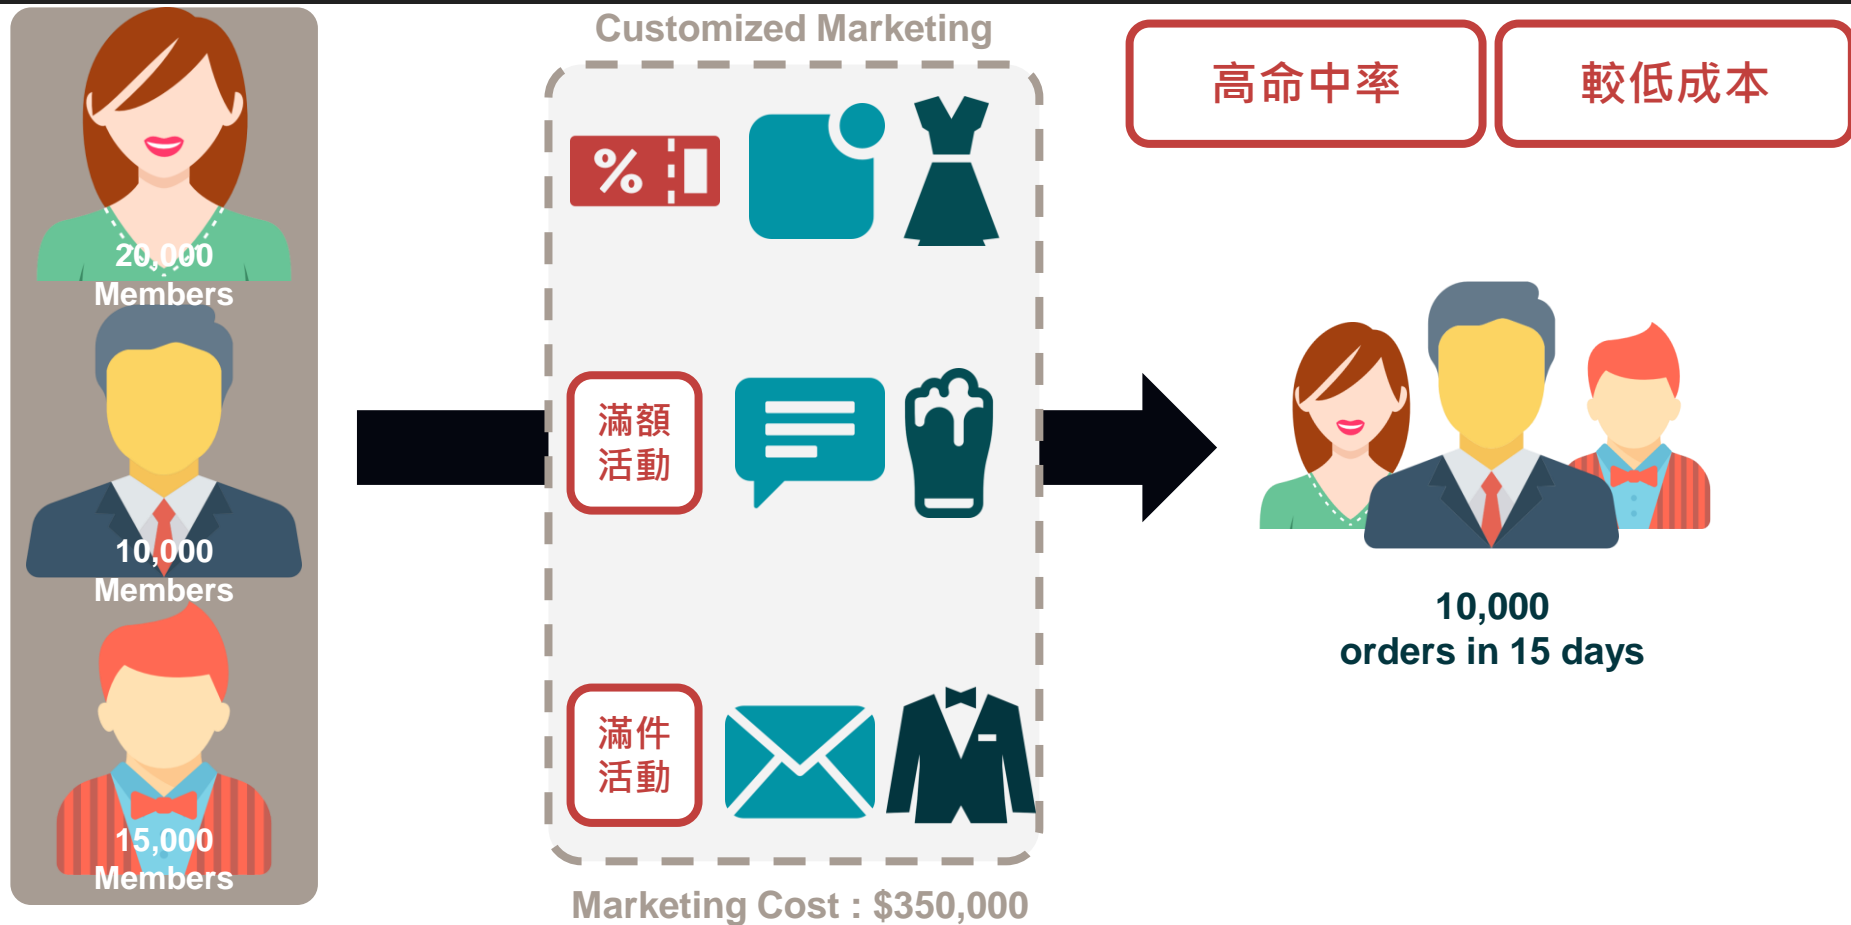 Customized Marketing
高命中率
較低成本
%
20,000
Members
10,000
Members
15,000
Members
滿額
活動
滿件
活動
10,000
orders in 15 days
Marketing Cost : $350,000